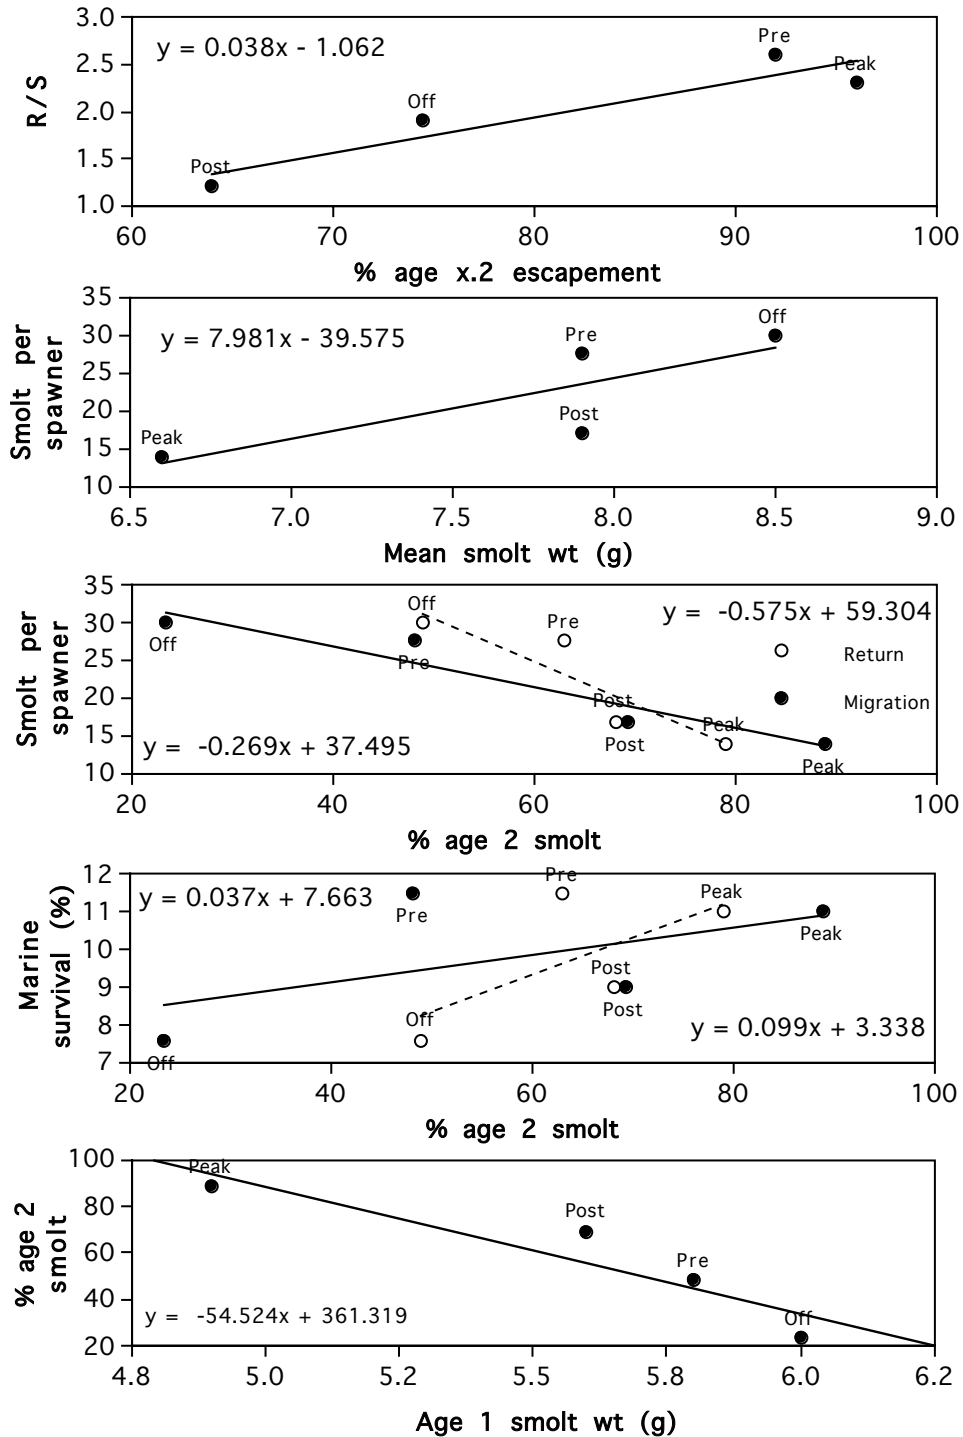 3.0
y = 0.038x - 1.062
Pre
2.5
Peak
R/S
Off
2.0
1.5
Post
1.0
60 70 80 90 100
% age x.2 escapement
35
Off
30
y = 7.981x - 39.575
Pre
25
Smolt per
spawner
20
Post
Peak
15
10
6.5 7.0 7.5 8.0 8.5 9.0
Mean smolt wt (g)
35
Off
y = -0.575x + 59.304
Pre
30
Off
Return
Pre
25
Smolt per
spawner
20
Post
Migration
Peak
15
y = -0.269x + 37.495
Post
Peak
10
20 40 60 80 100
% age 2 smolt
12
Pre
y = 0.037x + 7.663
Peak
11
Pre
Peak
10
Marine
survival (%)
Post
9
Post
Off
8
y = 0.099x + 3.338
Off
7
20 40 60 80 100
% age 2 smolt
100
Peak
80
Post
% age 2
smolt
60
Pre
40
y = -54.524x + 361.319
Off
20
4.8 5.0 5.2 5.5 5.8 6.0 6.2
Age 1 smolt wt (g)